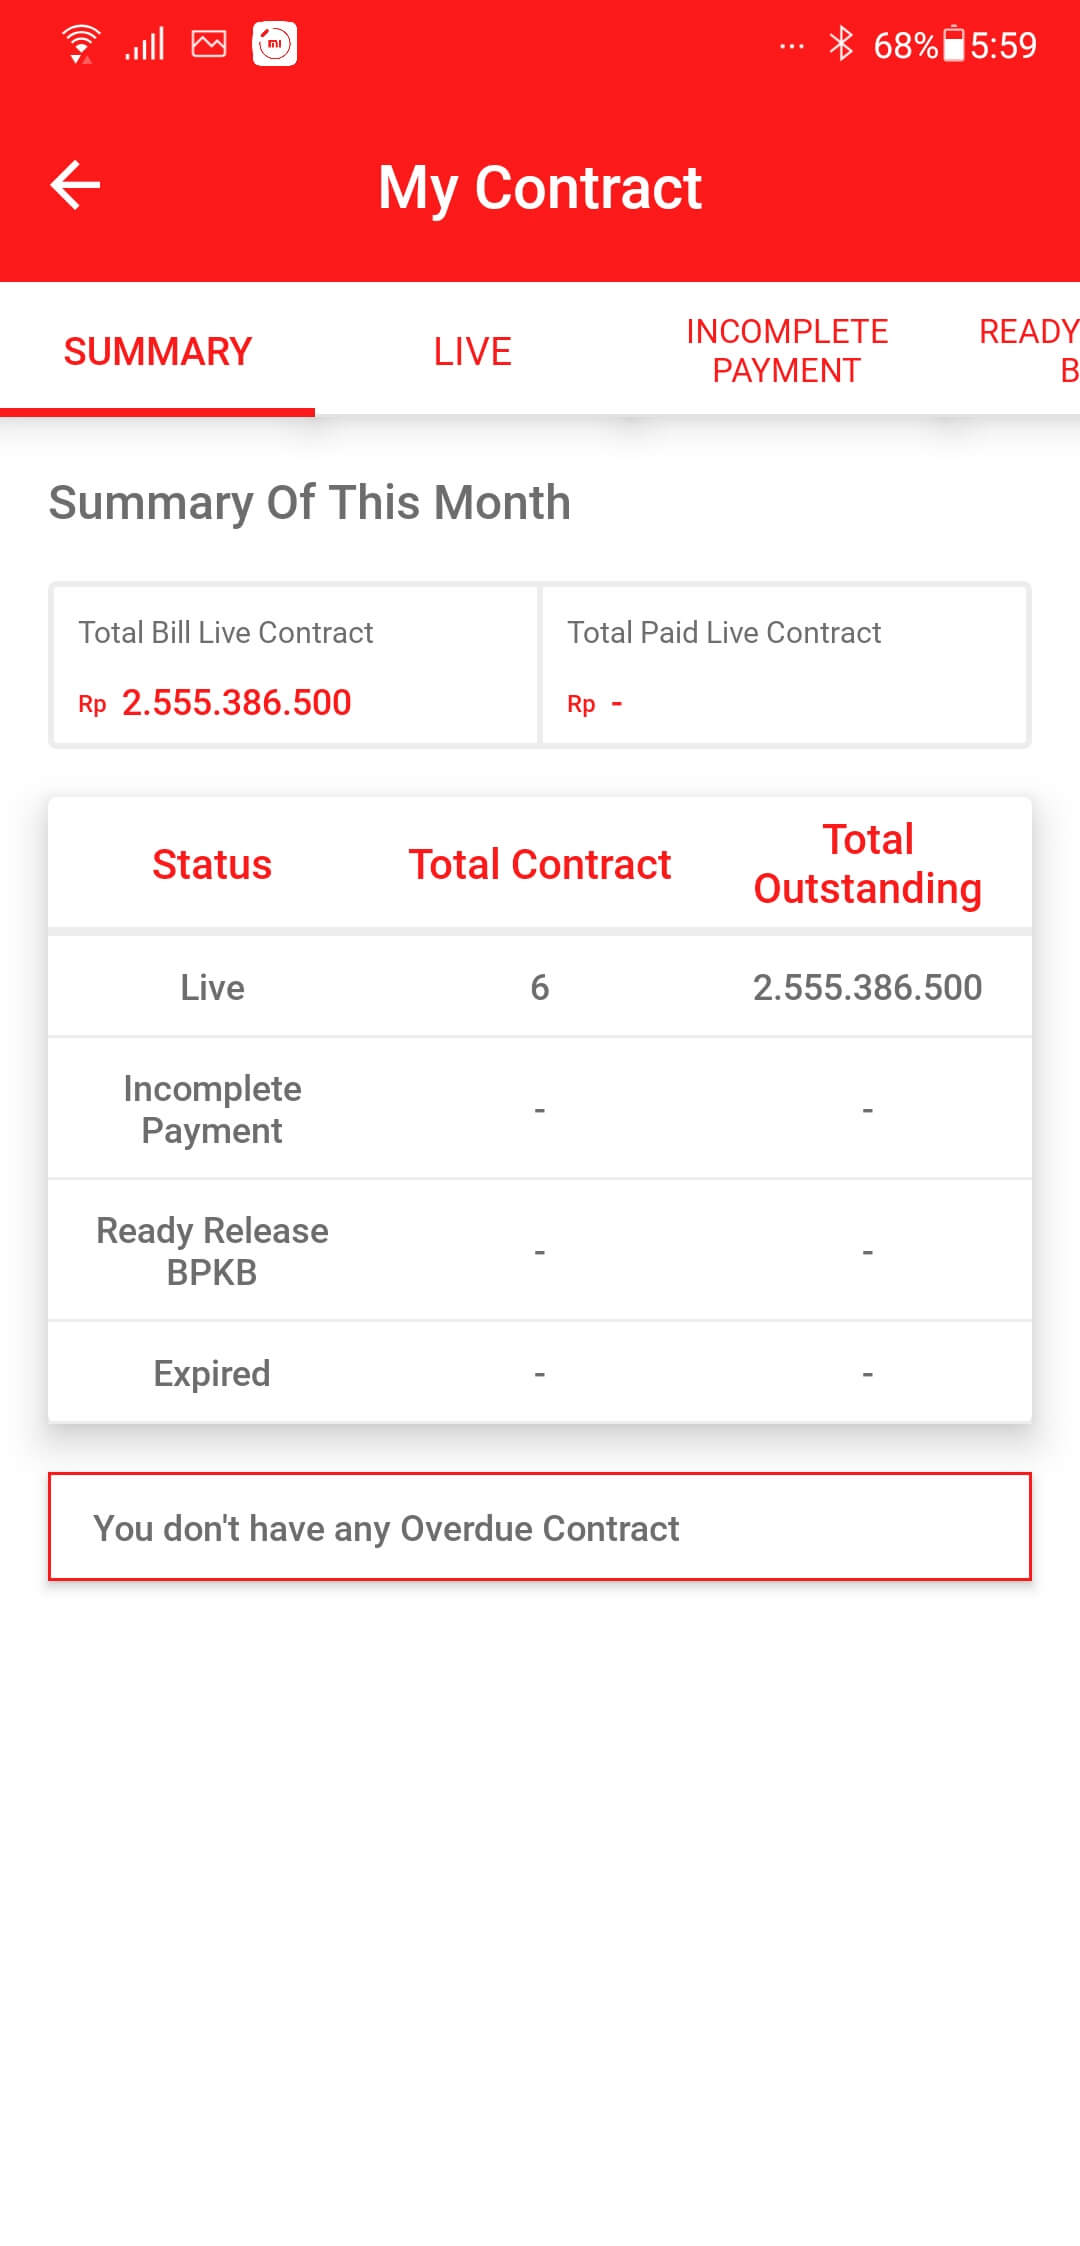 68% 5:59
My Contract
SUMMARY
LIVE
INCOMPLETE
PAYMENT
READY
B
Summary Of This Month
Total Bill Live Contract
Rp 2.555.386.500
Total Paid Live Contract
Rp -
Status
Total Contract
Total
Outstanding
Live
6
2.555.386.500
Incomplete
Payment
-
-
Ready Release
BPKB
-
-
Expired
-
-
You don't have any Overdue Contract